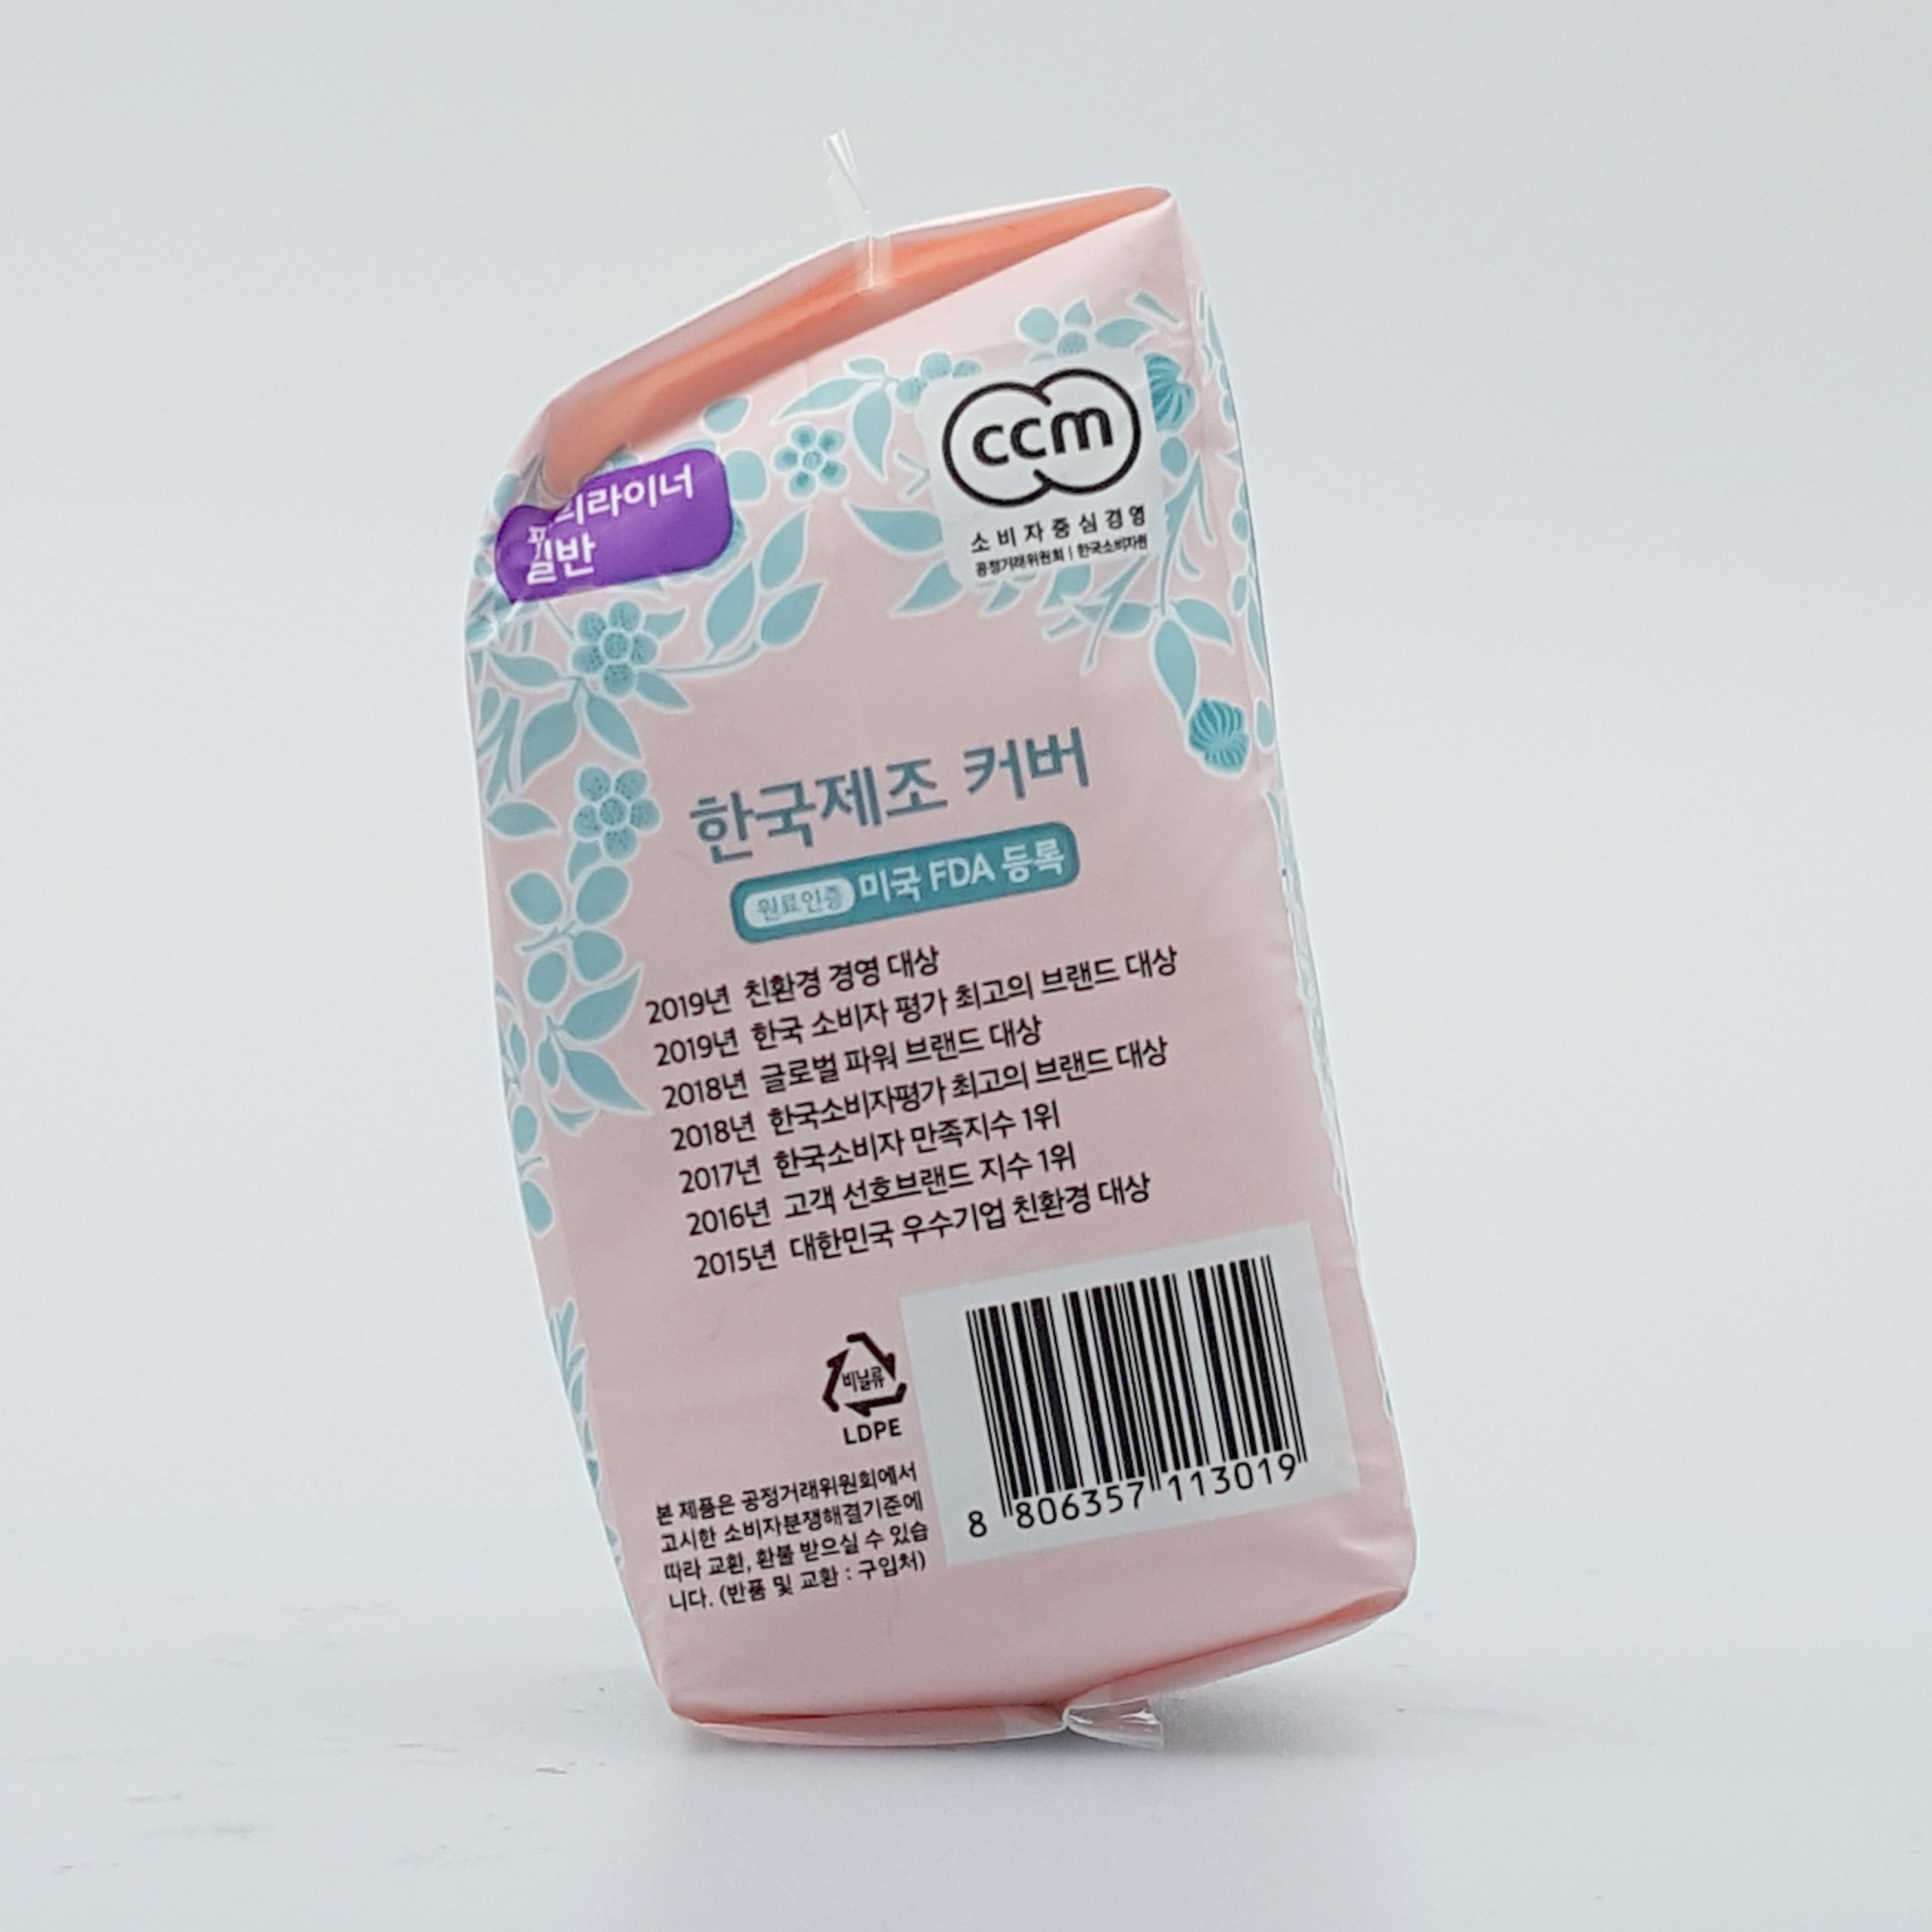 ccm
소비자중심경영
공정거래위원회 | 한국소비자원
일반
한국제조 커버
원료인증 미국 FDA 등록
2019년 친환경 경영 대상
2019년 한국 소비자 평가 최고의 브랜드 대상
2018년 글로벌 파워 브랜드 대상
2018년 한국소비자평가 최고의 브랜드 대상
2017년 한국소비자 만족지수 1위
2016년 고객 선호브랜드 지수 1위
2015년 대한민국 우수기업 친환경 대상
비닐류
LDPE
본 제품은 공정거래위원회에서
고시한 소비자분쟁해결기준에
따라 교환, 환불 받으실 수 있습
니다. (반품 및 교환 : 구입처)
8 806357 113019